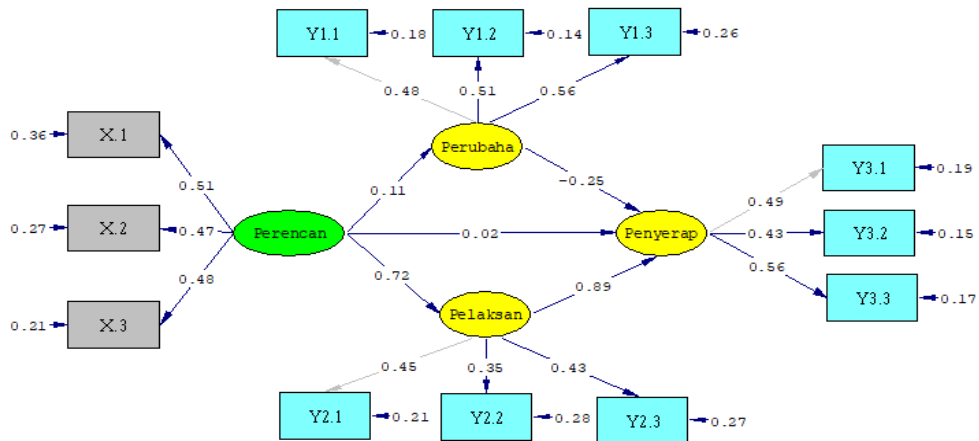 Y1.1
0.18
Y1.2
0.14
Y1.3
0.26
0.48
0.51
0.56
0.36
X.1
Perubaha
0.51
0.11
-0.25
Y3.1
0.19
0.49
0.27
X.2
0.47
Perencan
0.02
Penyerap
0.43
Y3.2
0.15
0.48
0.72
0.89
0.56
0.21
X.3
Pelaksan
Y3.3
0.17
0.45
0.35
0.43
Y2.1
0.21
Y2.2
0.28
Y2.3
0.27